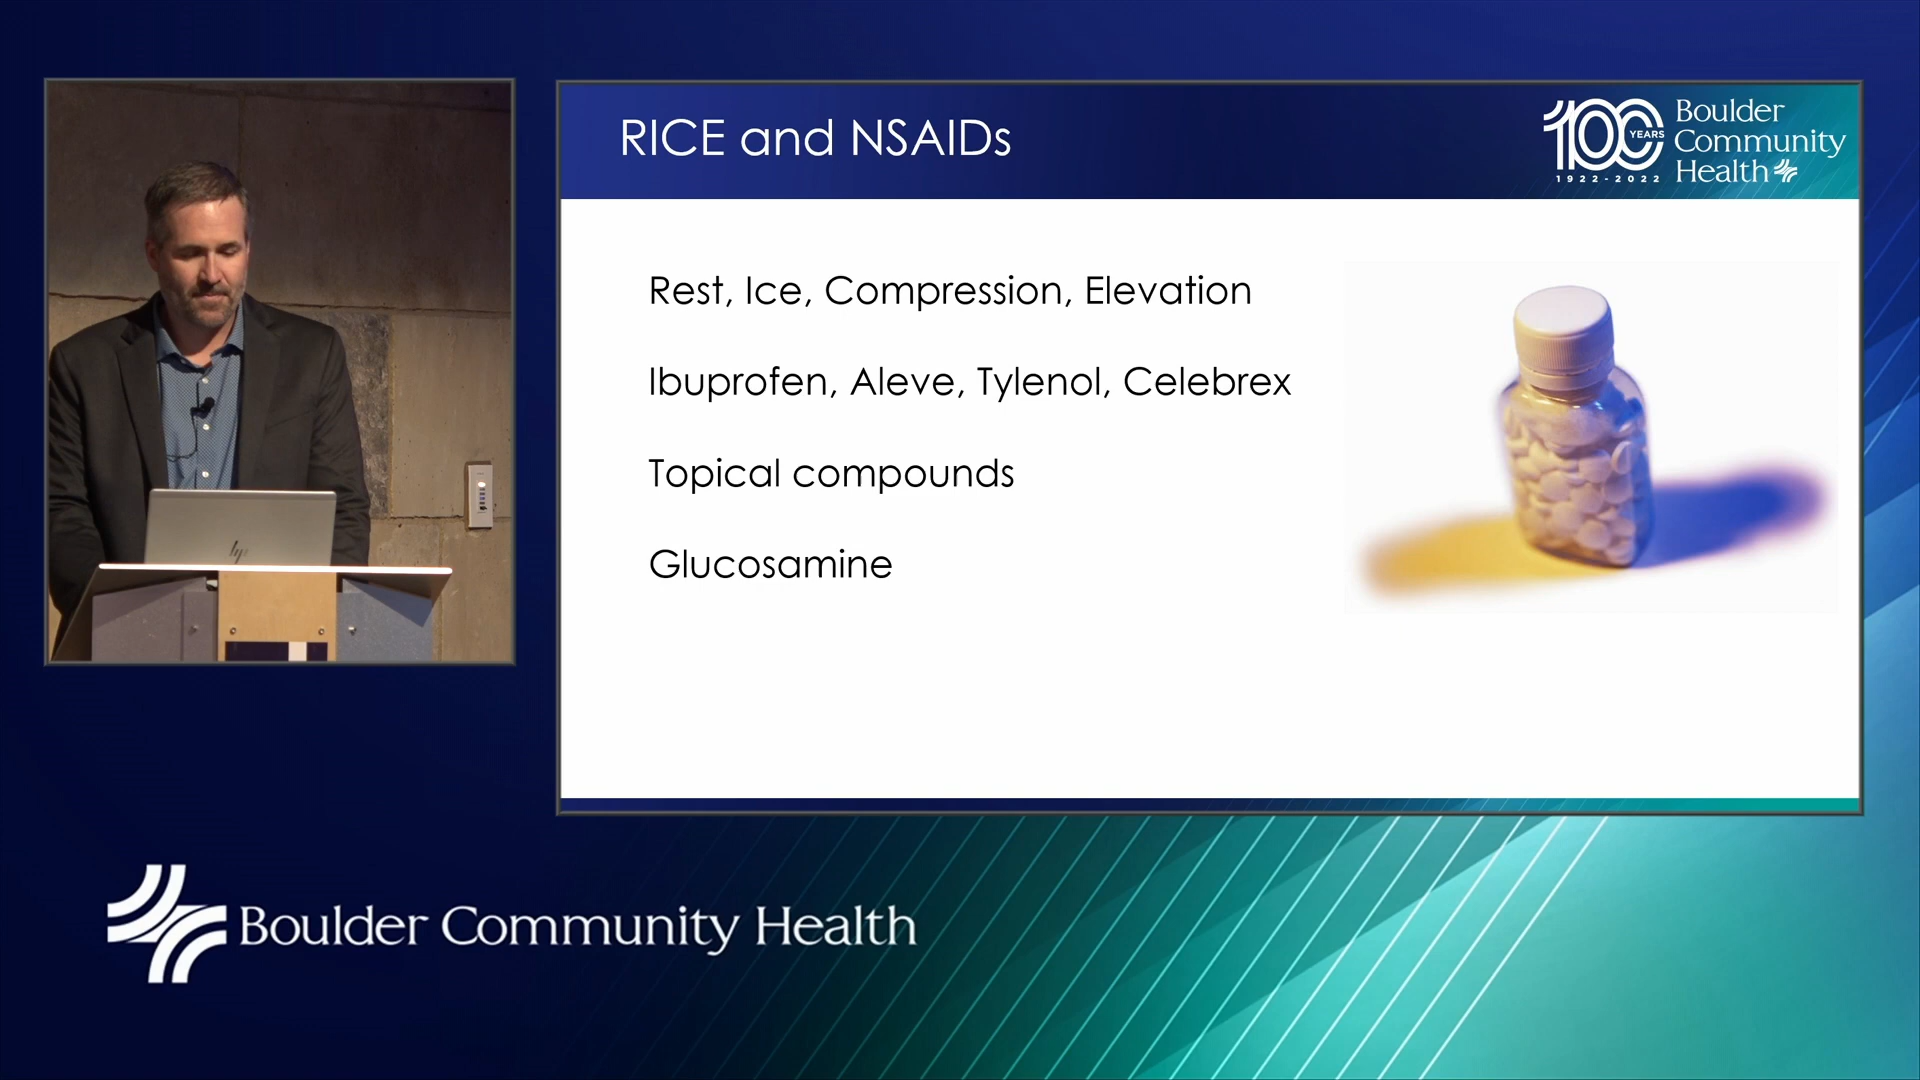 RICE and NSAIDs
100 YEARS
1922-2022
Boulder
Community
Health
Rest, Ice, Compression, Elevation
Ibuprofen, Aleve, Tylenol, Celebrex
Topical compounds
Glucosamine
hp
Boulder Community Health